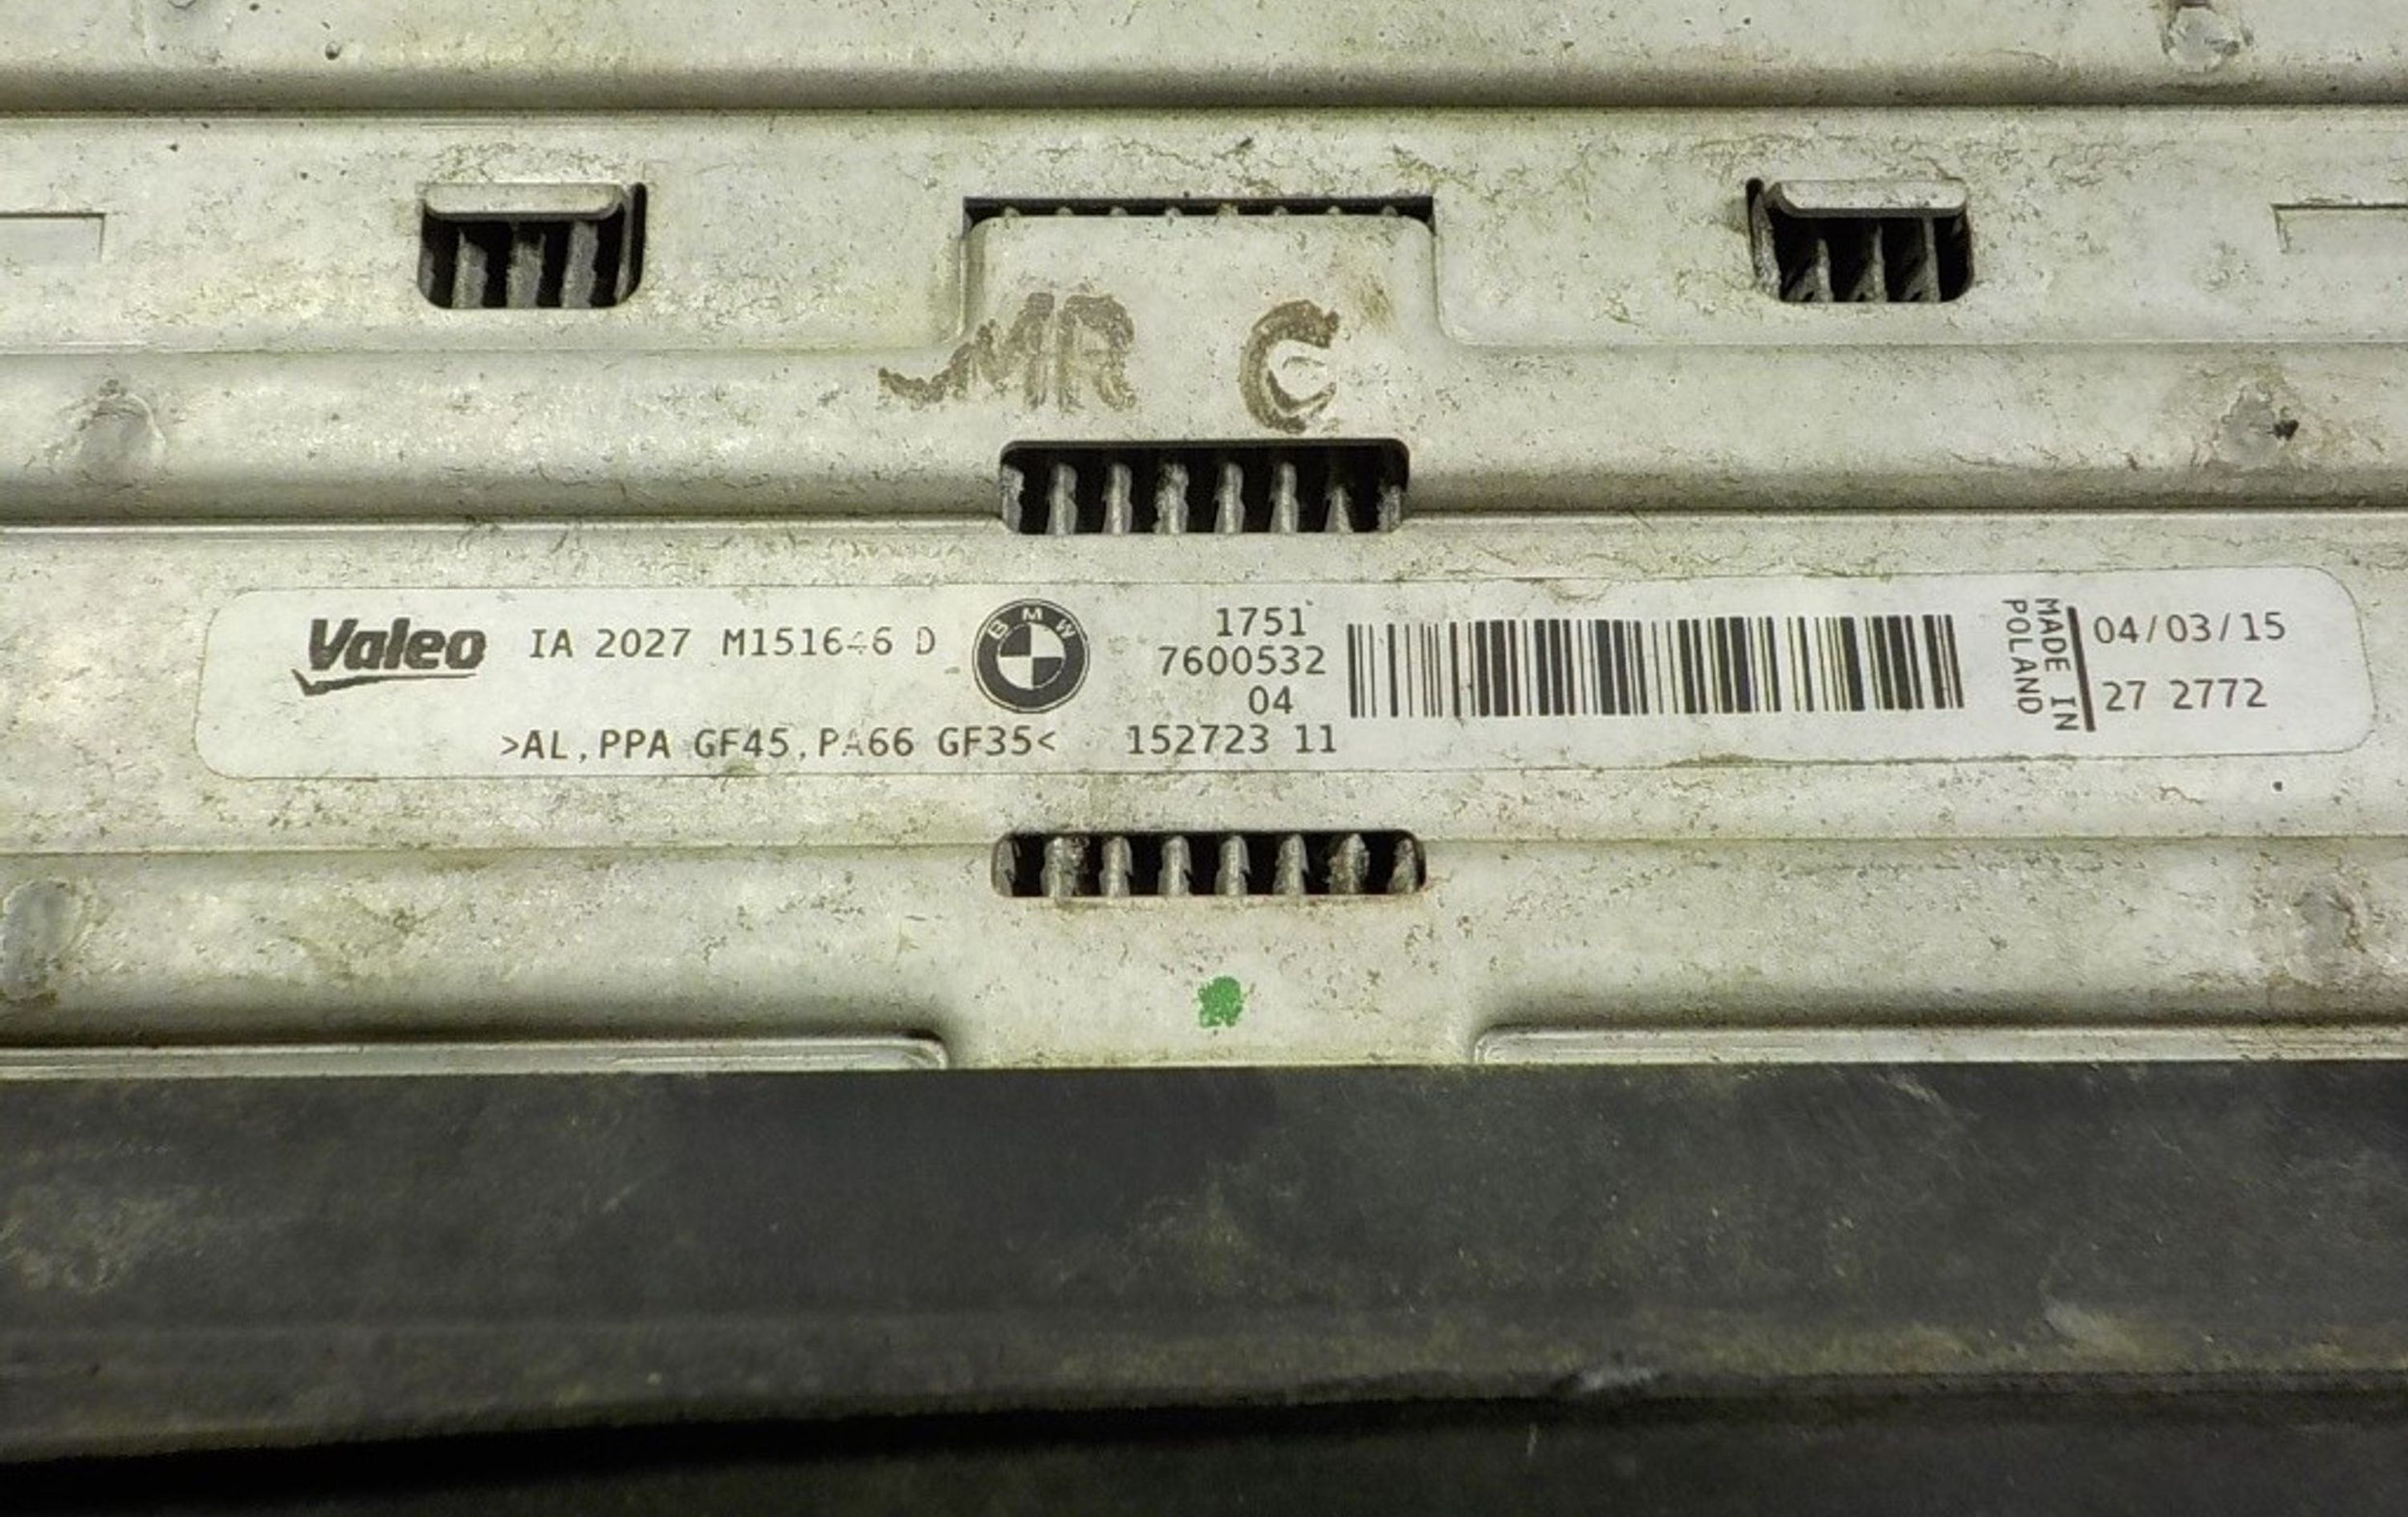 MR C
Valeo IA 2027 D
BMW
1751
7600532
04
>AL,PPA GF45,PA66 GF35< 152723 11
MADE IN
POLAND
04/03/15
27 2772